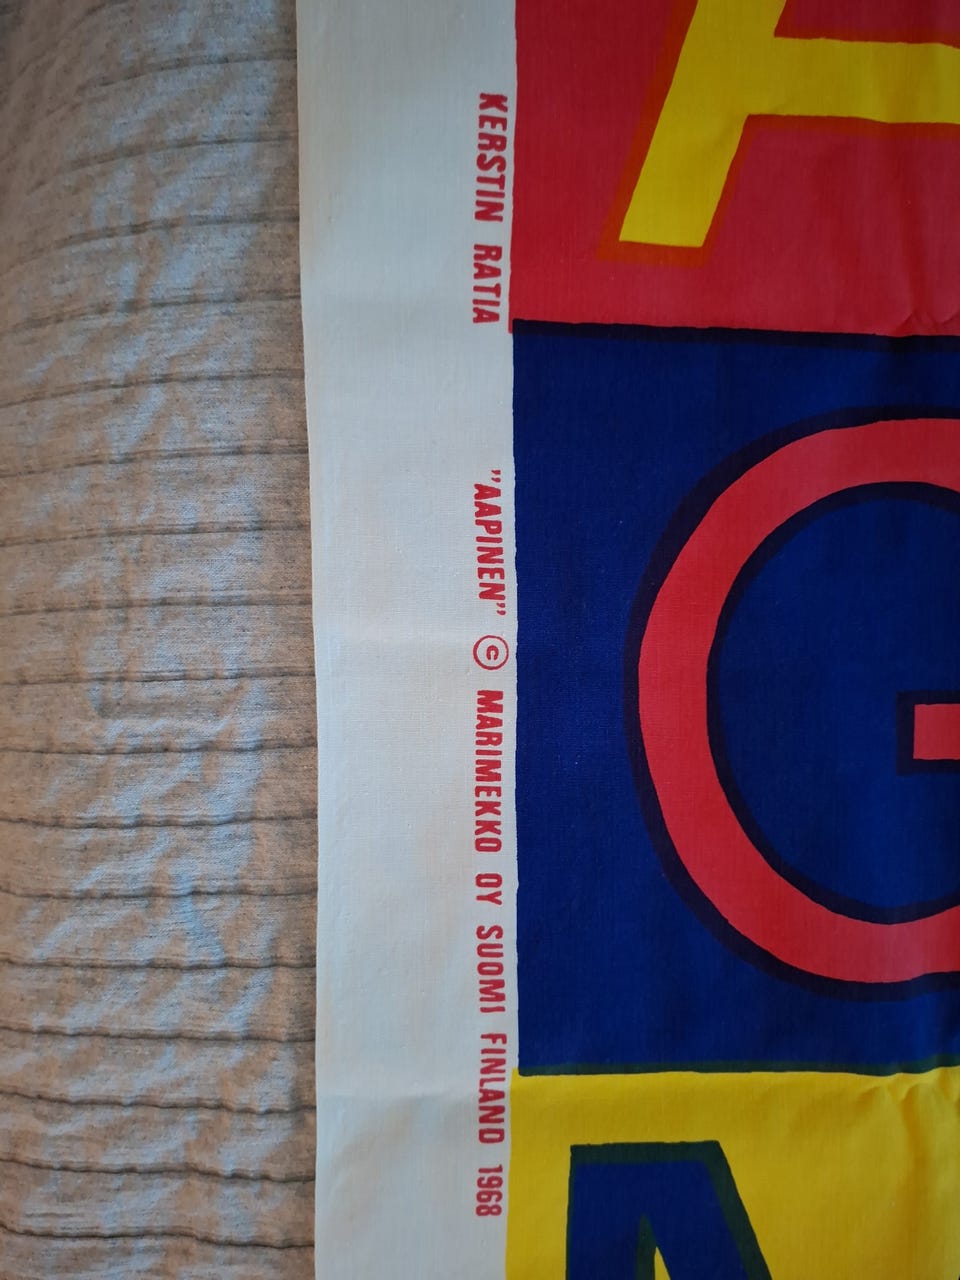 KERSTIN RATIA ”AAPINEN” © MARIMEKKO OY SUOMI FINLAND 1968
A
G